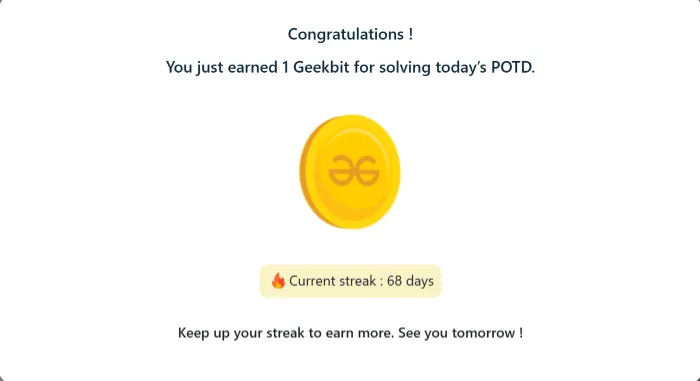 Congratulations !
You just earned 1 Geekbit for solving today's POTD.
Current streak : 68 days
Keep up your streak to earn more. See you tomorrow !